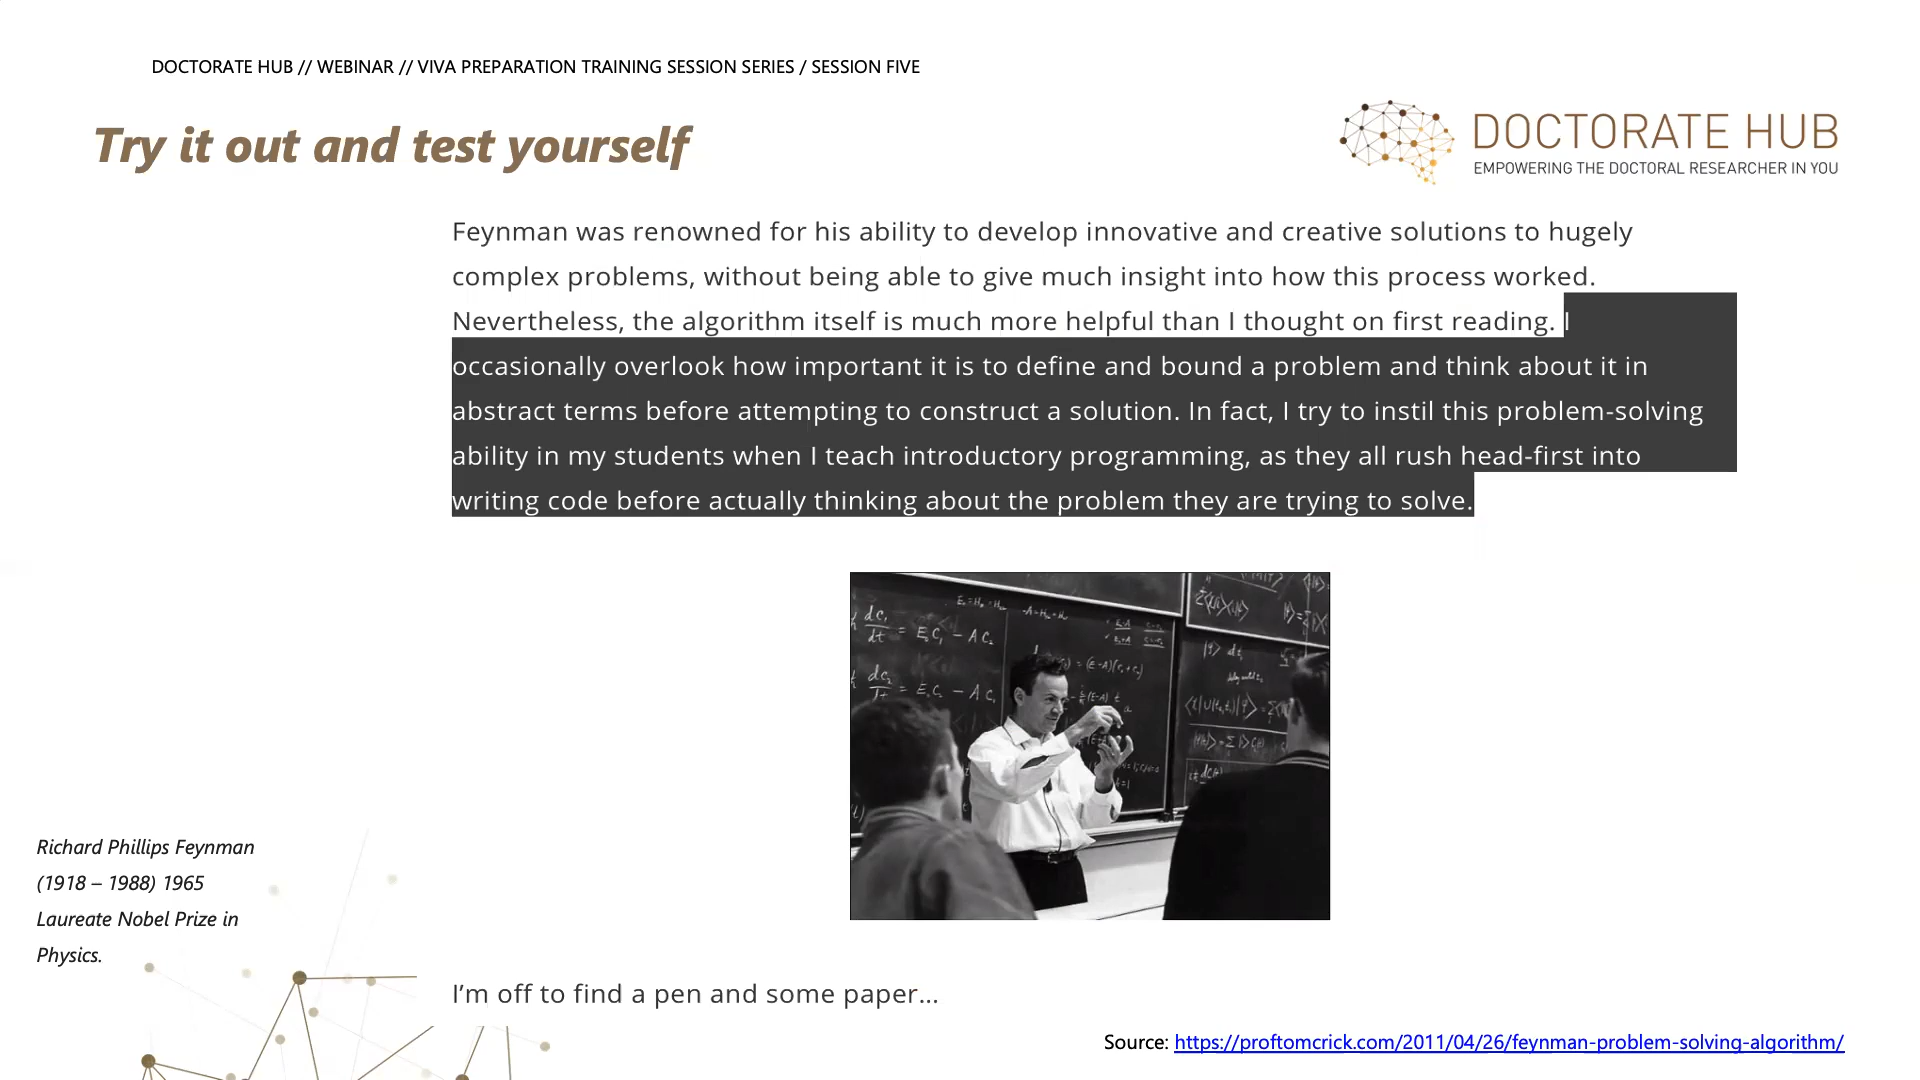 DOCTORATE HUB // WEBINAR // VIVA PREPARATION TRAINING SESSION SERIES / SESSION FIVE
Try it out and test yourself
DOCTORATE HUB
EMPOWERING THE DOCTORAL RESEARCHER IN YOU
Feynman was renowned for his ability to develop innovative and creative solutions to hugely
complex problems, without being able to give much insight into how this process worked.
Nevertheless, the algorithm itself is much more helpful than I thought on first reading. I
occasionally overlook how important it is to define and bound a problem and think about it in
abstract terms before attempting to construct a solution. In fact, I try to instil this problem-solving
ability in my students when I teach introductory programming, as they all rush head-first into
writing code before actually thinking about the problem they are trying to solve.
Richard Phillips Feynman
(1918 – 1988) 1965
Laureate Nobel Prize in
Physics.
I’m off to find a pen and some paper…
Source: https://proftomcrick.com/2011/04/26/feynman-problem-solving-algorithm/